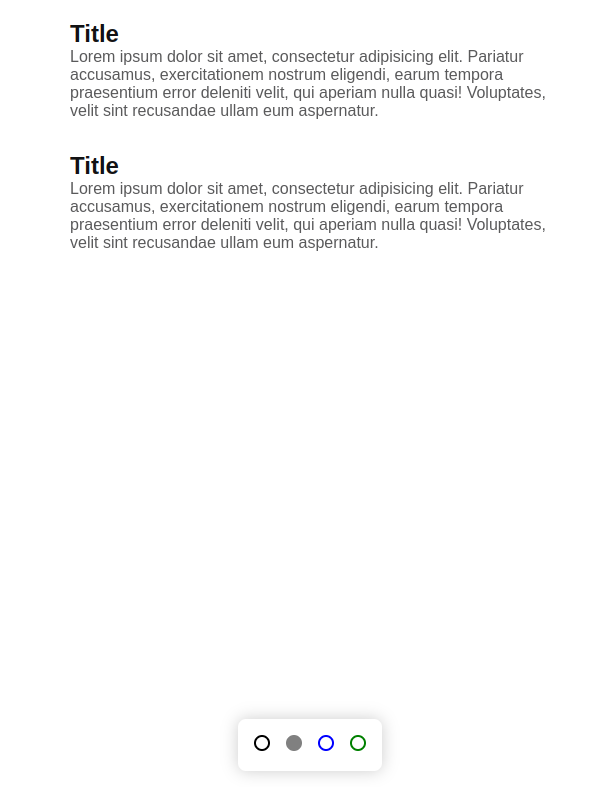 Title
Lorem ipsum dolor sit amet, consectetur adipisicing elit. Pariatur
accusamus, exercitationem nostrum eligendi, earum tempora
praesentium error deleniti velit, qui aperiam nulla quasi! Voluptates,
velit sint recusandae ullam eum aspernatur.
Title
Lorem ipsum dolor sit amet, consectetur adipisicing elit. Pariatur
accusamus, exercitationem nostrum eligendi, earum tempora
praesentium error deleniti velit, qui aperiam nulla quasi! Voluptates,
velit sint recusandae ullam eum aspernatur.